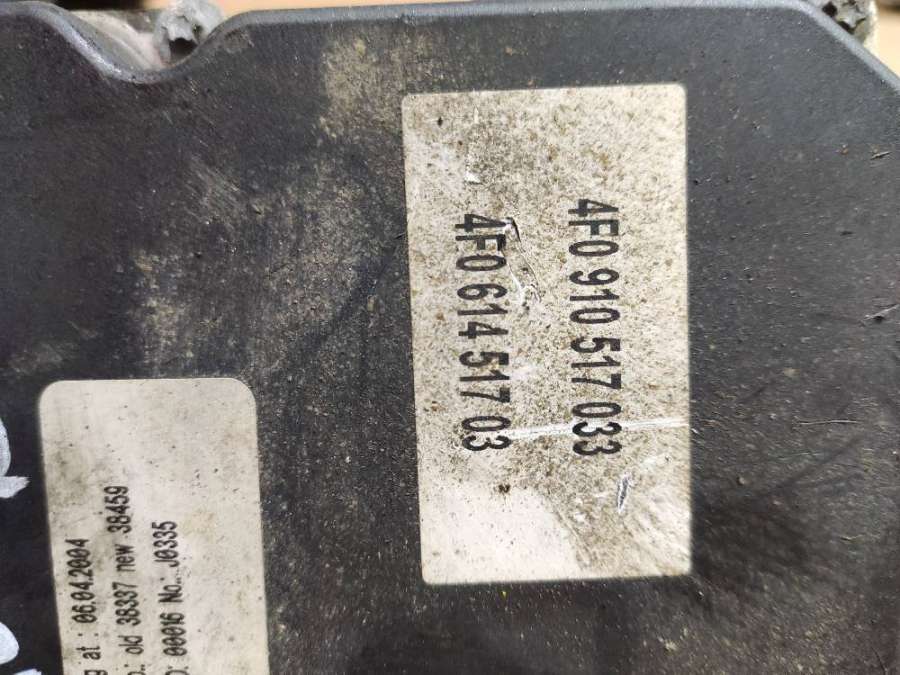 4F0 910 517 033
4F0 614 517 03
g at : 06.04.2004
o.: old 38337 new 38459
: 00016 No.: J0335